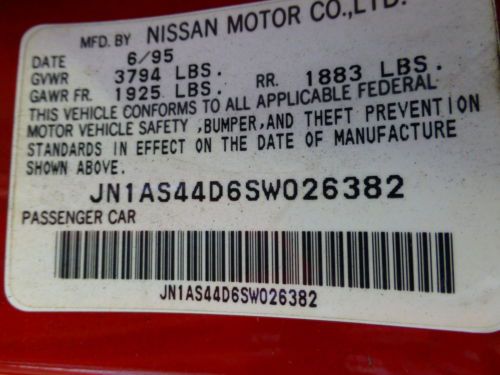 MFD. BY NISSAN MOTOR CO.,LTD.
DATE 6/95
GVWR 3794 LBS.
GAWR FR. 1925 LBS. RR. 1883 LBS.
THIS VEHICLE CONFORMS TO ALL APPLICABLE FEDERAL
MOTOR VEHICLE SAFETY ,BUMPER,AND THEFT PREVENTION
STANDARDS IN EFFECT ON THE DATE OF MANUFACTURE
SHOWN ABOVE.
JN1AS44D6SW026382
PASSENGER CAR
JN1AS44D6SW026382